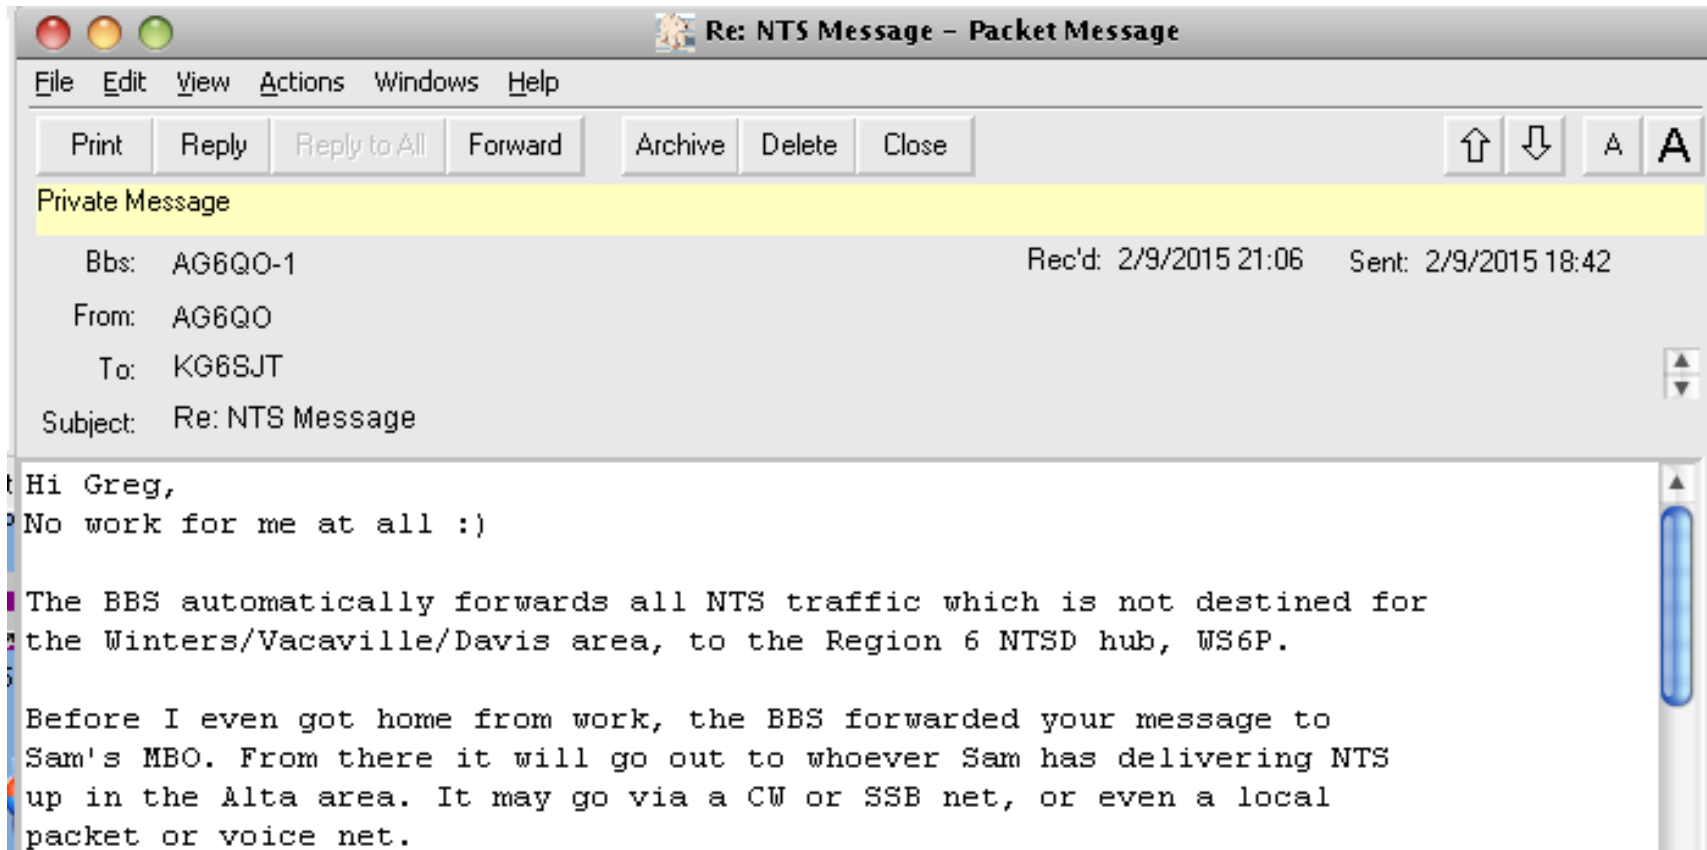 Re: NTS Message – Packet Message
File Edit View Actions Windows Help
Print Reply Reply to All Forward Archive Delete Close A A
Private Message
Bbs: AG6QO-1 Rec'd: 2/9/2015 21:06 Sent: 2/9/2015 18:42
From: AG6QO
To: KG6SJT
Subject: Re: NTS Message
Hi Greg,
No work for me at all :)
The BBS automatically forwards all NTS traffic which is not destined for
the Winters/Vacaville/Davis area, to the Region 6 NTSD hub, WS6P.
Before I even got home from work, the BBS forwarded your message to
Sam's MBO. From there it will go out to whoever Sam has delivering NTS
up in the Alta area. It may go via a CW or SSB net, or even a local
packet or voice net.